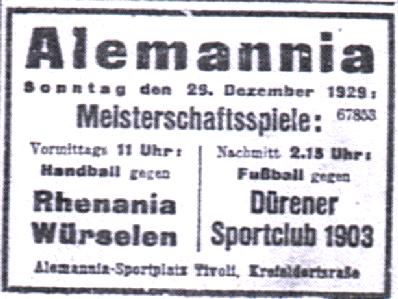 Alemannia
Sonntag den 29. Dezember 1929:
Meisterschaftsspiele: 67853
Vormittags 11 Uhr:
Handball gegen
Rhenania
Würselen
Nachmitt 2.15 Uhr:
Fußball gegen
Dürener
Sportclub 1903
Alemannia-Sportplatz Tivoli, Krefeldertsraße